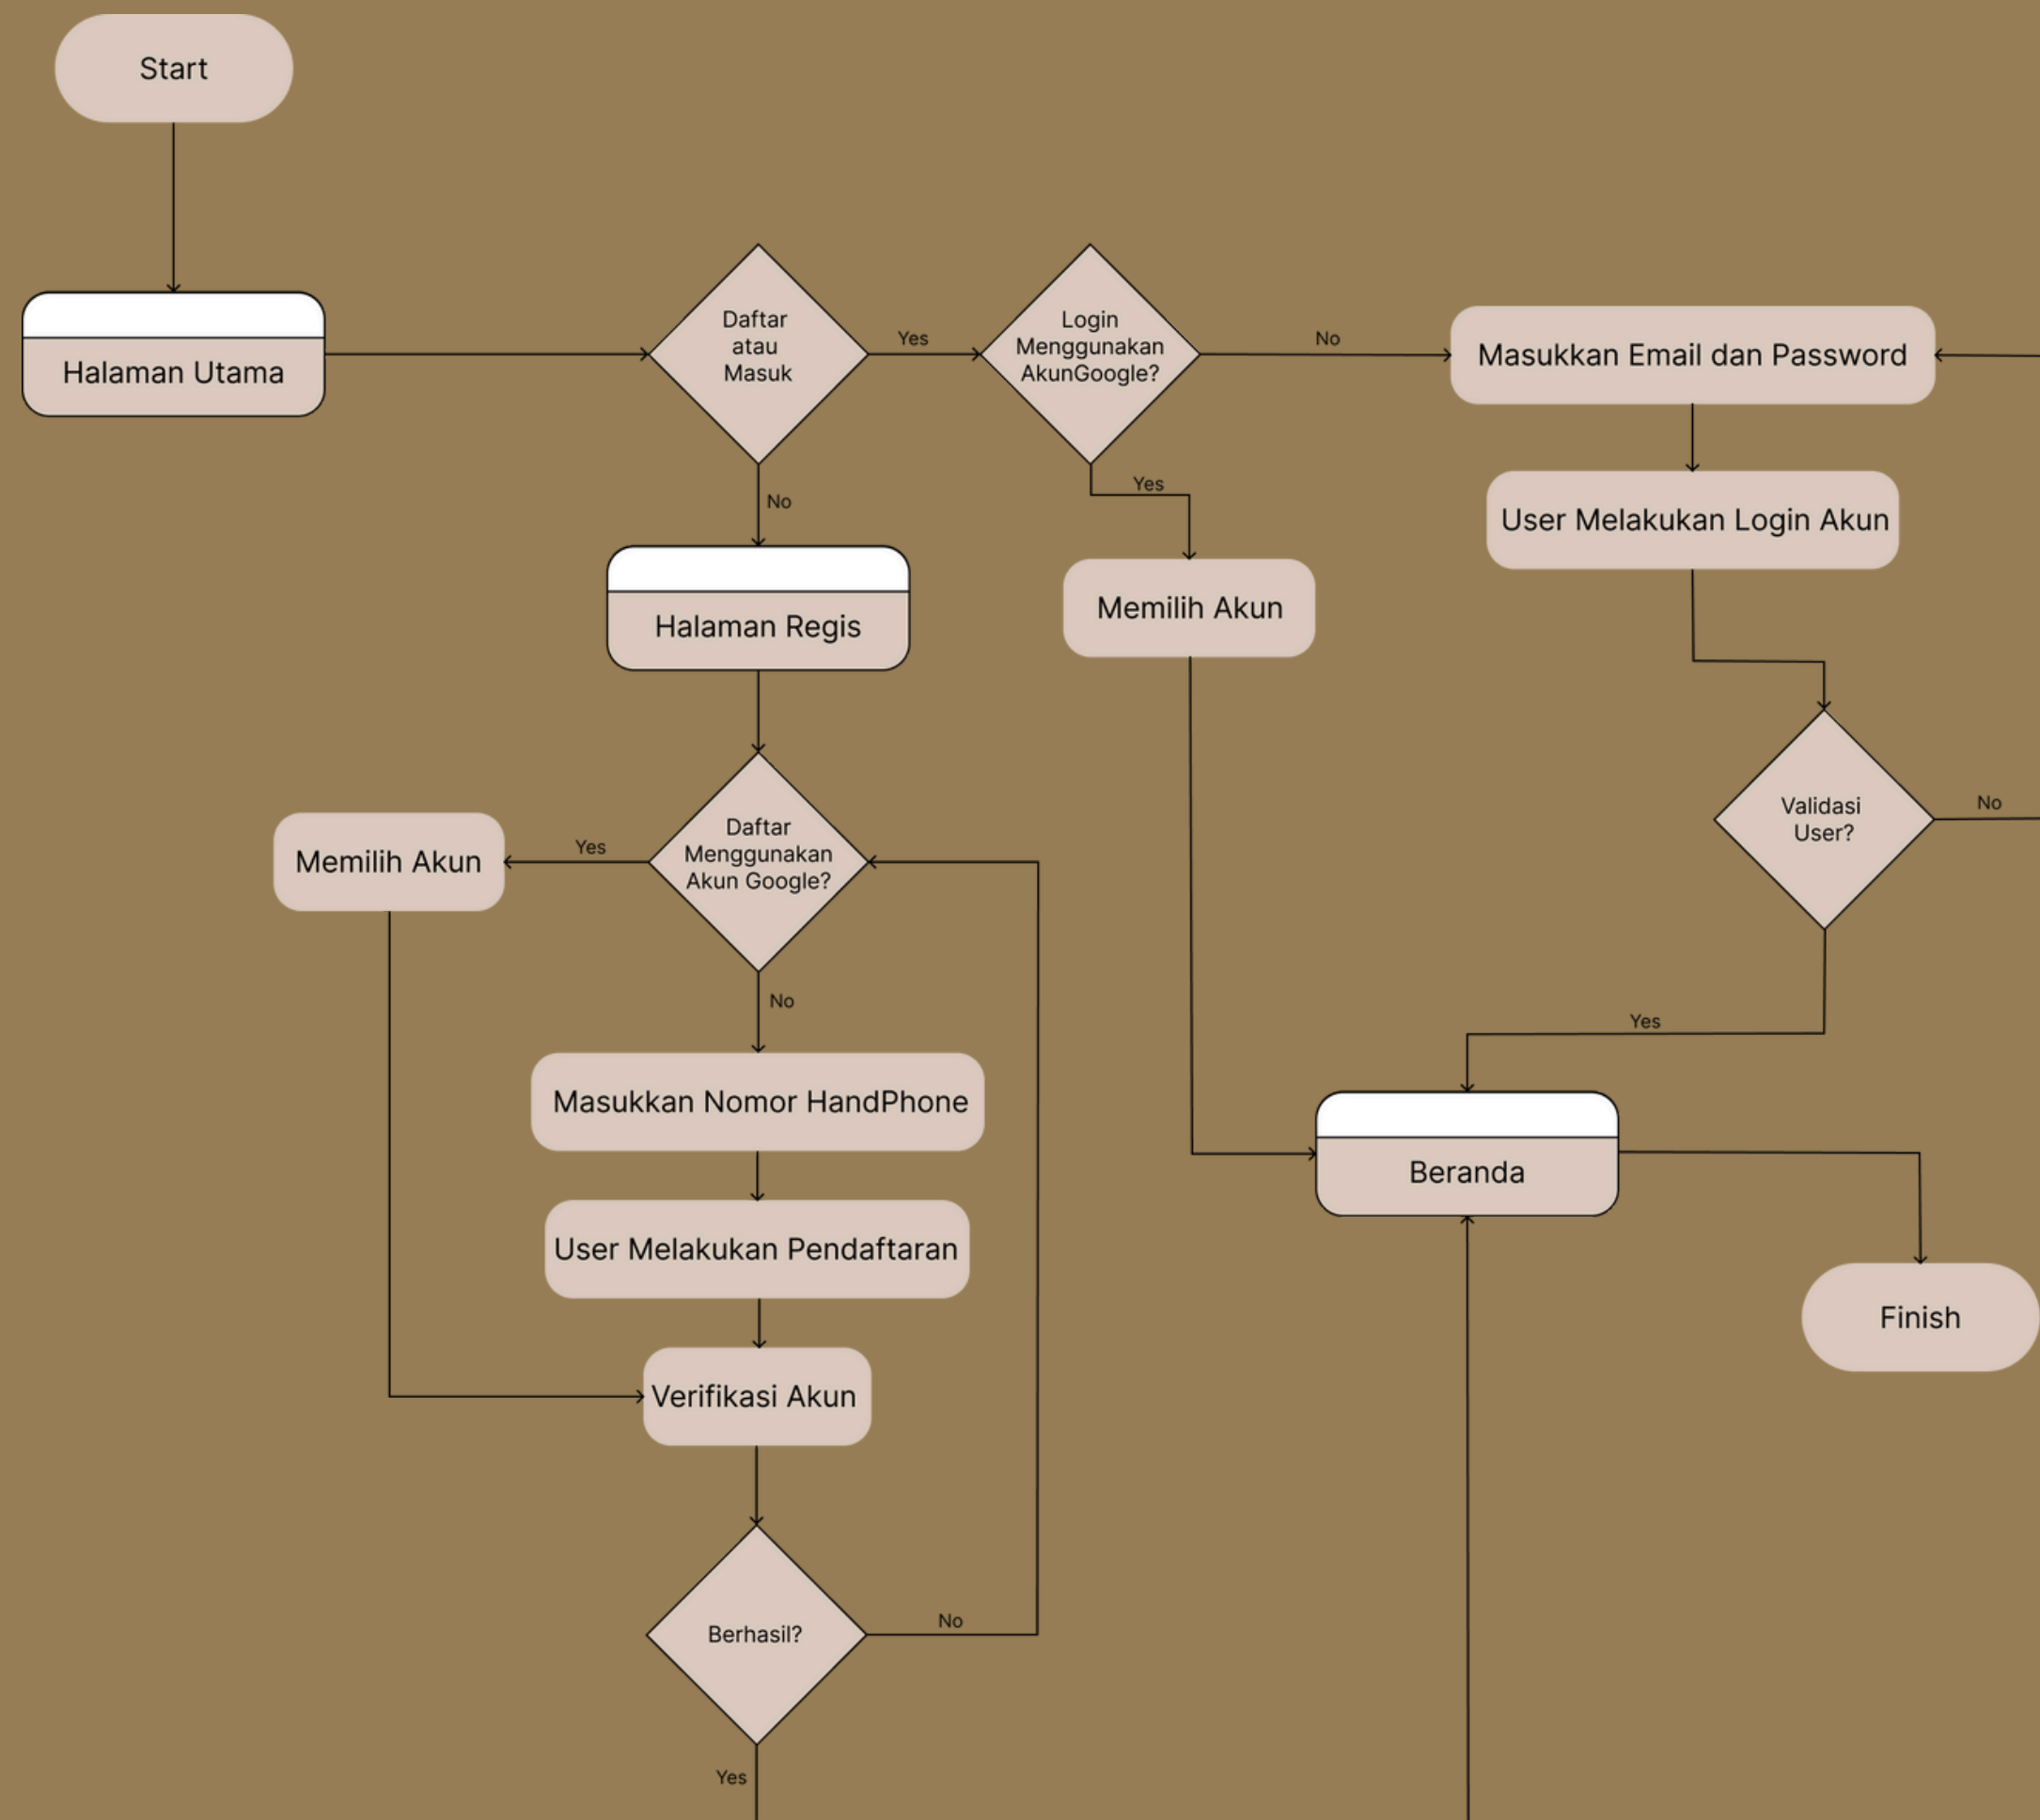 Start
Halaman Utama
Daftar
atau
Masuk
Yes
Login
Menggunakan
AkunGoogle?
No
Masukkan Email dan Password
No
Yes
User Melakukan Login Akun
Halaman Regis
Memilih Akun
Validasi
User?
No
Memilih Akun
Yes
Daftar
Menggunakan
Akun Google?
No
Yes
Masukkan Nomor HandPhone
Beranda
User Melakukan Pendaftaran
Finish
Verifikasi Akun
Berhasil?
No
Yes